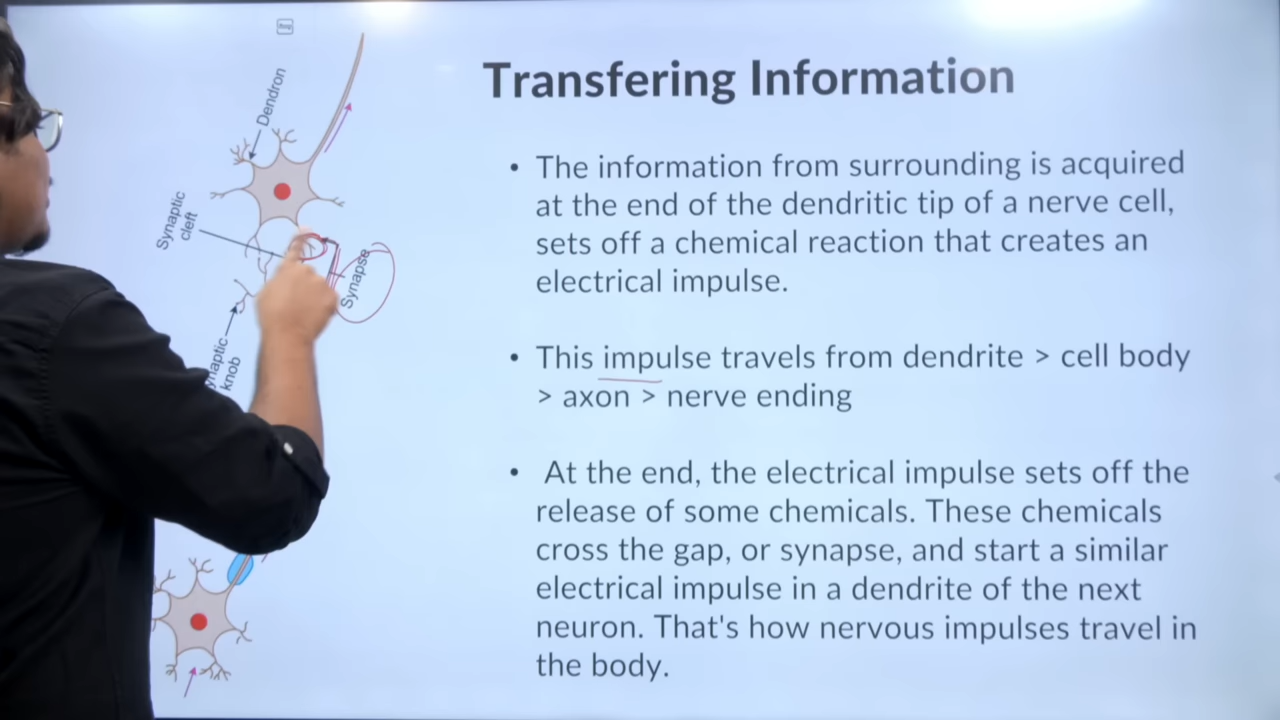 Transfering Information
• The information from surrounding is acquired
at the end of the dendritic tip of a nerve cell,
sets off a chemical reaction that creates an
electrical impulse.
• This impulse travels from dendrite > cell body
> axon > nerve ending
• At the end, the electrical impulse sets off the
release of some chemicals. These chemicals
cross the gap, or synapse, and start a similar
electrical impulse in a dendrite of the next
neuron. That's how nervous impulses travel in
the body.
Dendron
Synaptic
cleft
Synapse
knob